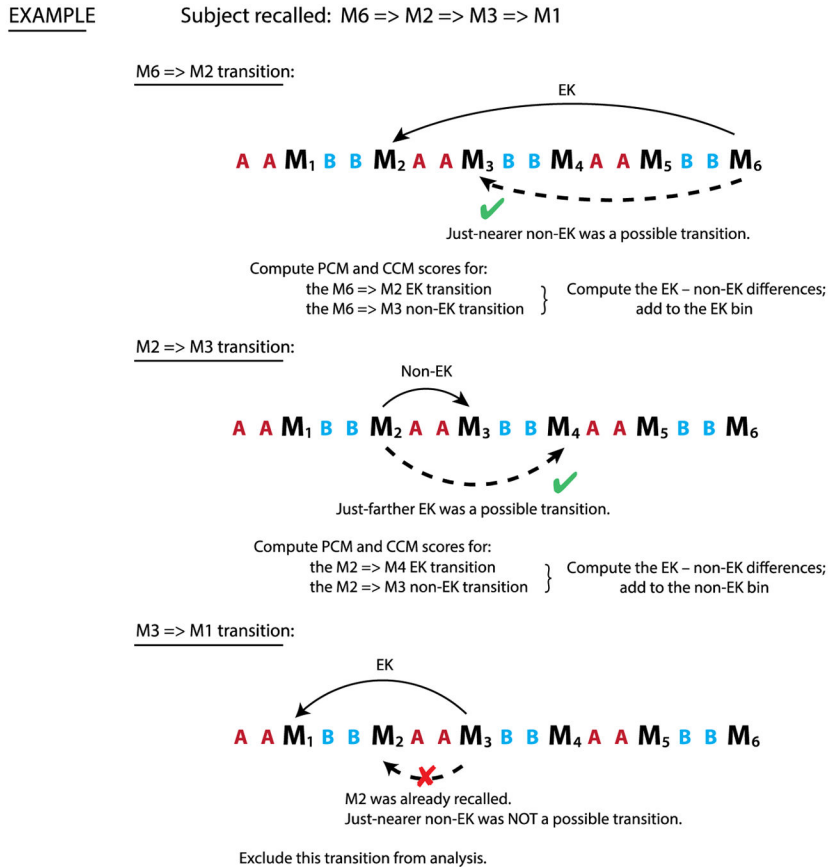 EXAMPLE Subject recalled: M6 => M2 => M3 => M1
M6 => M2 transition:
EK
A A M1 B B M2 A A M3 B B M4 A A M5 B B M6
✔
Just-nearer non-EK was a possible transition.
Compute PCM and CCM scores for:
the M6 => M2 EK transition } Compute the EK – non-EK differences;
the M6 => M3 non-EK transition add to the EK bin
M2 => M3 transition:
Non-EK
A A M1 B B M2 A A M3 B B M4 A A M5 B B M6
✔
Just-farther EK was a possible transition.
Compute PCM and CCM scores for:
the M2 => M4 EK transition } Compute the EK – non-EK differences;
the M2 => M3 non-EK transition add to the non-EK bin
M3 => M1 transition:
EK
A A M1 B B M2 A A M3 B B M4 A A M5 B B M6
✘
M2 was already recalled.
Just-nearer non-EK was NOT a possible transition.
Exclude this transition from analysis.